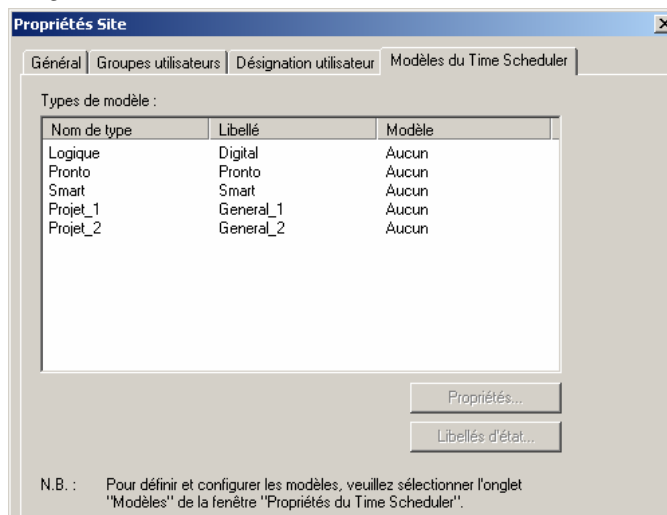 Propriétés Site
Général Groupes utilisateurs Désignation utilisateur Modèles du Time Scheduler
Types de modèle :
Nom de type Libellé Modèle
Logique Digital Aucun
Pronto Pronto Aucun
Smart Smart Aucun
Projet_1 General_1 Aucun
Projet_2 General_2 Aucun
Propriétés...
Libellés d'état...
N.B. : Pour définir et configurer les modèles, veuillez sélectionner l'onglet
"Modèles" de la fenêtre "Propriétés du Time Scheduler".